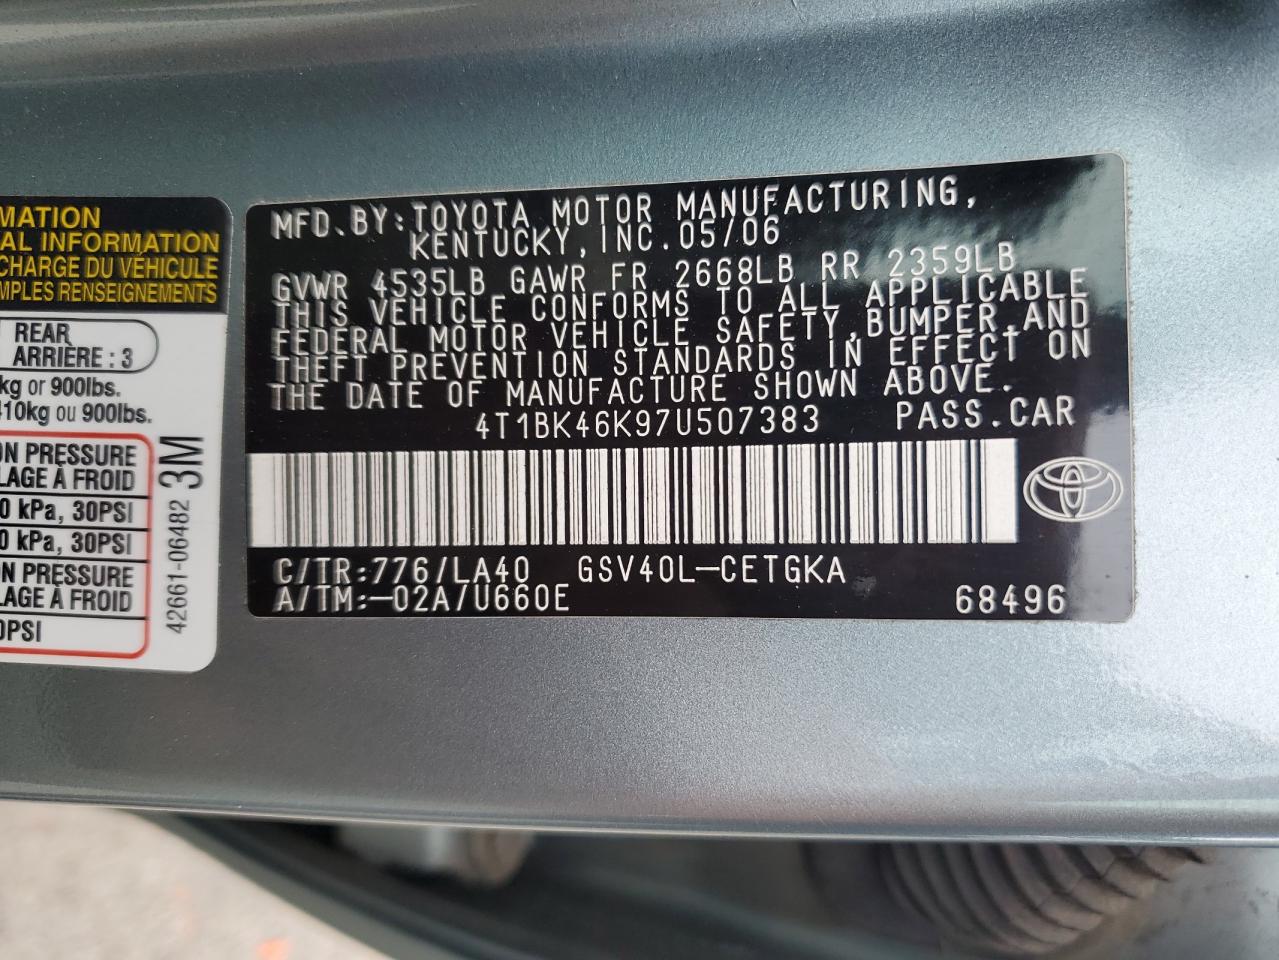 MATION
AL INFORMATION
CHARGE DU VÉHICULE
MPLES RENSEIGNEMENTS
REAR
ARRIÈRE : 3
kg or 900lbs.
410kg ou 900lbs.
ON PRESSURE
LAGE À FROID
0 kPa, 30PSI
0 kPa, 30PSI
ON PRESSURE
LAGE À FROID
0PSI
42661-06482 3M
MFD.BY:TOYOTA MOTOR MANUFACTURING,
KENTUCKY,INC.05/06
GVWR 4535LB GAWR FR 2668LB RR 2359LB
THIS VEHICLE CONFORMS TO ALL APPLICABLE
FEDERAL MOTOR VEHICLE SAFETY,BUMPER,AND
THEFT PREVENTION STANDARDS IN EFFECT ON
THE DATE OF MANUFACTURE SHOWN ABOVE.
4T1BK46K97U507383 PASS.CAR
C/TR:776/LA40 GSV40L-CETGKA
A/TM:-02A/U660E 68496